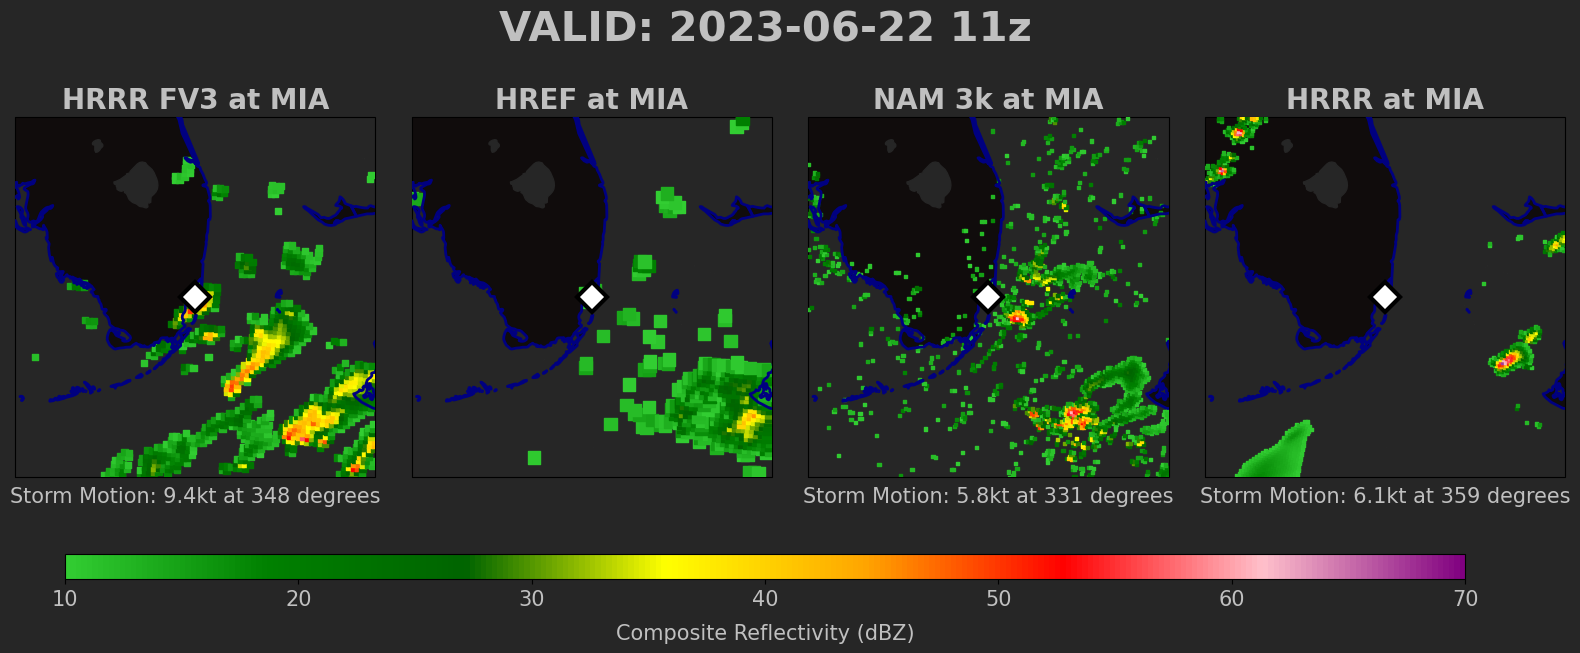 VALID: 2023-06-22 11z
HRRR FV3 at MIA
HREF at MIA
NAM 3k at MIA
HRRR at MIA
Storm Motion: 9.4kt at 348 degrees
Storm Motion: 5.8kt at 331 degrees
Storm Motion: 6.1kt at 359 degrees
10 20 30 40 50 60 70
Composite Reflectivity (dBZ)